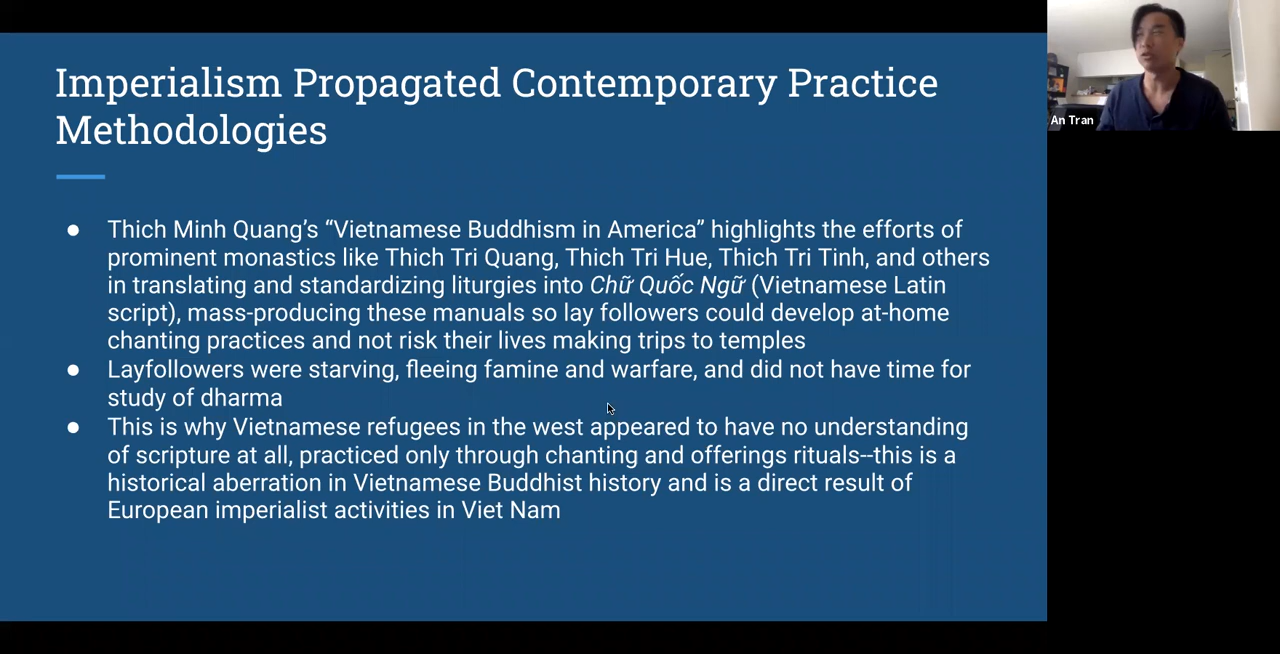 Imperialism Propagated Contemporary Practice
Methodologies
● Thich Minh Quang’s “Vietnamese Buddhism in America” highlights the efforts of
prominent monastics like Thich Tri Quang, Thich Tri Hue, Thich Tri Tinh, and others
in translating and standardizing liturgies into Chữ Quốc Ngữ (Vietnamese Latin
script), mass-producing these manuals so lay followers could develop at-home
chanting practices and not risk their lives making trips to temples
● Layfollowers were starving, fleeing famine and warfare, and did not have time for
study of dharma
● This is why Vietnamese refugees in the west appeared to have no understanding
of scripture at all, practiced only through chanting and offerings rituals--this is a
historical aberration in Vietnamese Buddhist history and is a direct result of
European imperialist activities in Viet Nam
An Tran